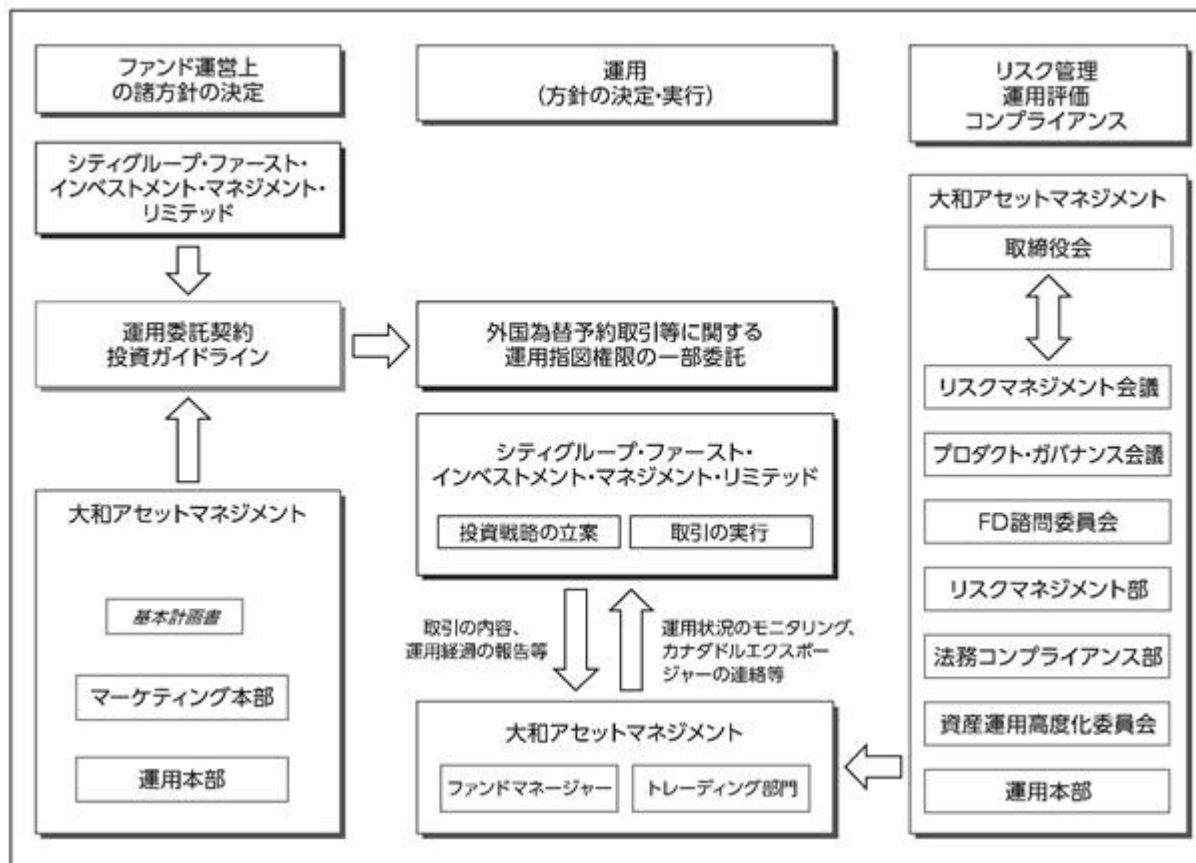 ファンド運営上
の諸方針の決定
シティグループ・ファースト・
インベストメント・マネジメント・
リミテッド
運用委託契約
投資ガイドライン
大和アセットマネジメント
基本計画書
マーケティング本部
運用本部
運用
(方針の決定・実行)
外国為替予約取引等に関する
運用指図権限の一部委託
シティグループ・ファースト・
インベストメント・マネジメント・リミテッド
投資戦略の立案
取引の実行
取引の内容、
運用経過の報告等
運用状況のモニタリング、
カナダドルエクスポー
ジャーの連絡等
大和アセットマネジメント
ファンドマネージャー
トレーディング部門
リスク管理
運用評価
コンプライアンス
大和アセットマネジメント
取締役会
リスクマネジメント会議
プロダクト・ガバナンス会議
FD諮問委員会
リスクマネジメント部
法務コンプライアンス部
資産運用高度化委員会
運用本部